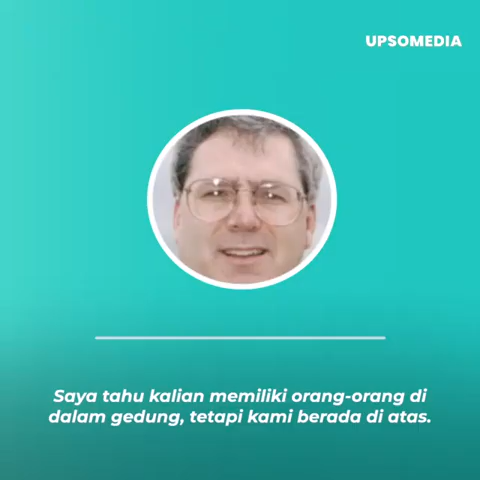 UPSOMEDIA
Saya tahu kalian memiliki orang-orang di
dalam gedung, tetapi kami berada di atas.